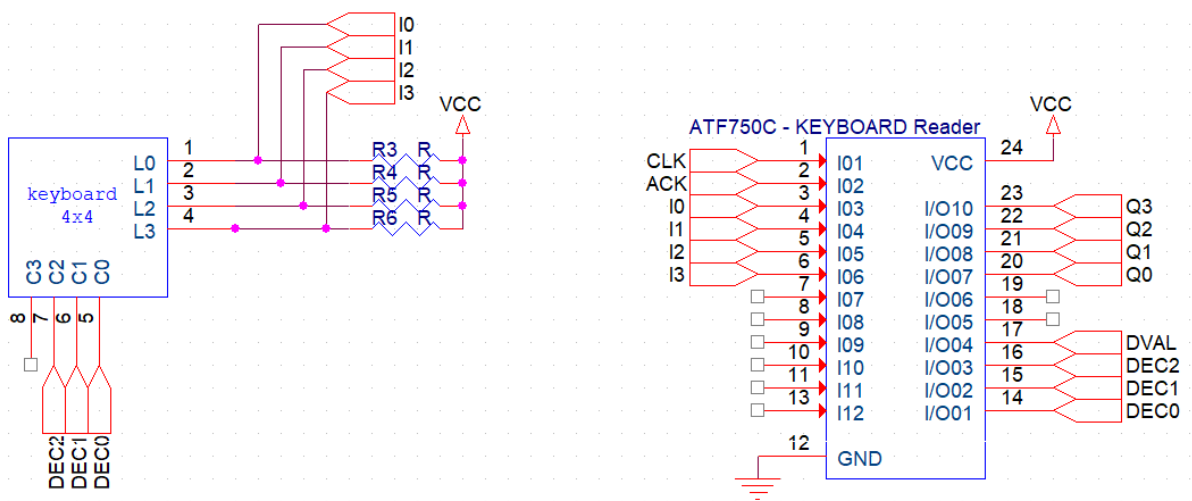 I0
I1
I2
I3
VCC
R3 R
R4 R
R5 R
R6 R
1
2
3
4
L0
L1
L2
L3
keyboard
4x4
C3
C2
C1
C0
8
7
6
5
DEC2
DEC1
DEC0
ATF750C - KEYBOARD Reader
VCC
CLK 1 I01 VCC 24
ACK 2 I02
I0 3 I03 I/O10 23 Q3
I1 4 I04 I/O09 22 Q2
I2 5 I05 I/O08 21 Q1
I3 6 I06 I/O07 20 Q0
7 I07 I/O06 19
8 I08 I/O05 18
9 I09 I/O04 17 DVAL
10 I10 I/O03 16 DEC2
11 I11 I/O02 15 DEC1
13 I12 I/O01 14 DEC0
12 GND